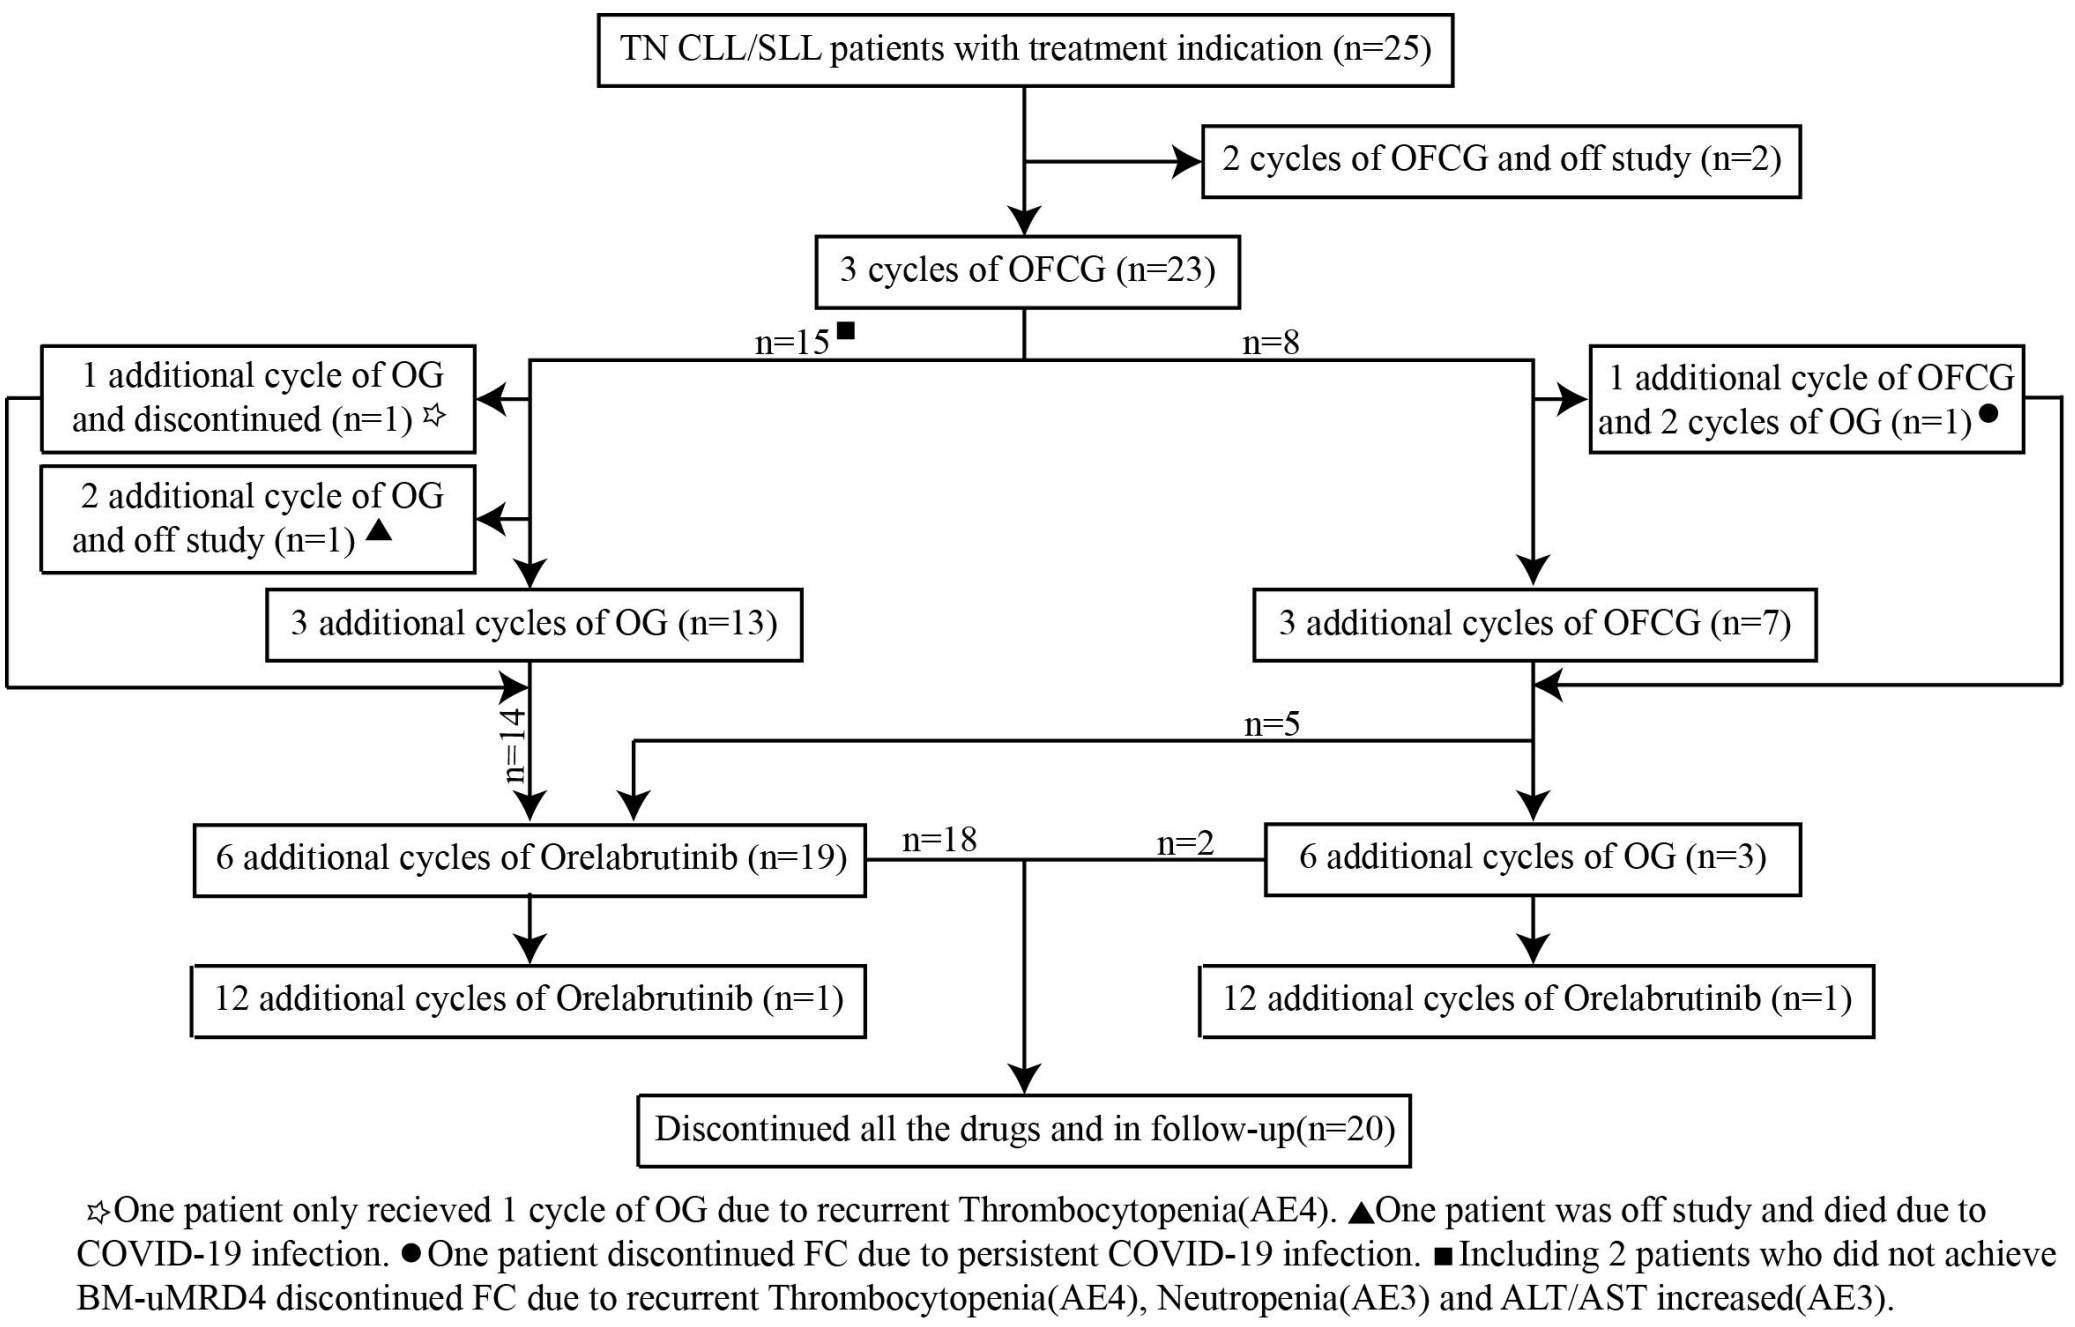 TN CLL/SLL patients with treatment indication (n=25)
2 cycles of OFCG and off study (n=2)
3 cycles of OFCG (n=23)
n=15■
n=8
1 additional cycle of OG
and discontinued (n=1)☆
1 additional cycle of OFCG
and 2 cycles of OG (n=1)●
2 additional cycle of OG
and off study (n=1)▲
3 additional cycles of OG (n=13)
3 additional cycles of OFCG (n=7)
n=14
n=5
6 additional cycles of Orelabrutinib (n=19)
n=18
n=2
6 additional cycles of OG (n=3)
12 additional cycles of Orelabrutinib (n=1)
12 additional cycles of Orelabrutinib (n=1)
Discontinued all the drugs and in follow-up(n=20)
☆One patient only recieved 1 cycle of OG due to recurrent Thrombocytopenia(AE4). ▲One patient was off study and died due to
COVID-19 infection. ●One patient discontinued FC due to persistent COVID-19 infection. ■Including 2 patients who did not achieve
BM-uMRD4 discontinued FC due to recurrent Thrombocytopenia(AE4), Neutropenia(AE3) and ALT/AST increased(AE3).